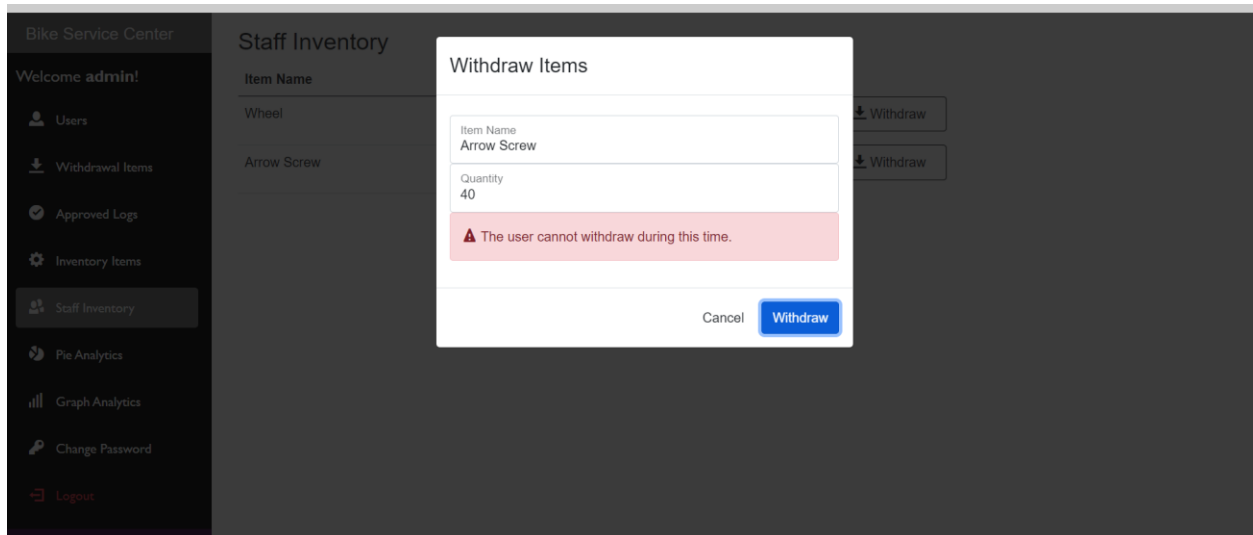 Bike Service Center
Welcome admin!
Users
Withdrawal Items
Approved Logs
Inventory Items
Staff Inventory
Pie Analytics
Graph Analytics
Change Password
Logout
Staff Inventory
Item Name
Wheel
Withdraw
Arrow Screw
Withdraw
Withdraw Items
Item Name
Arrow Screw
Quantity
40
The user cannot withdraw during this time.
Cancel
Withdraw